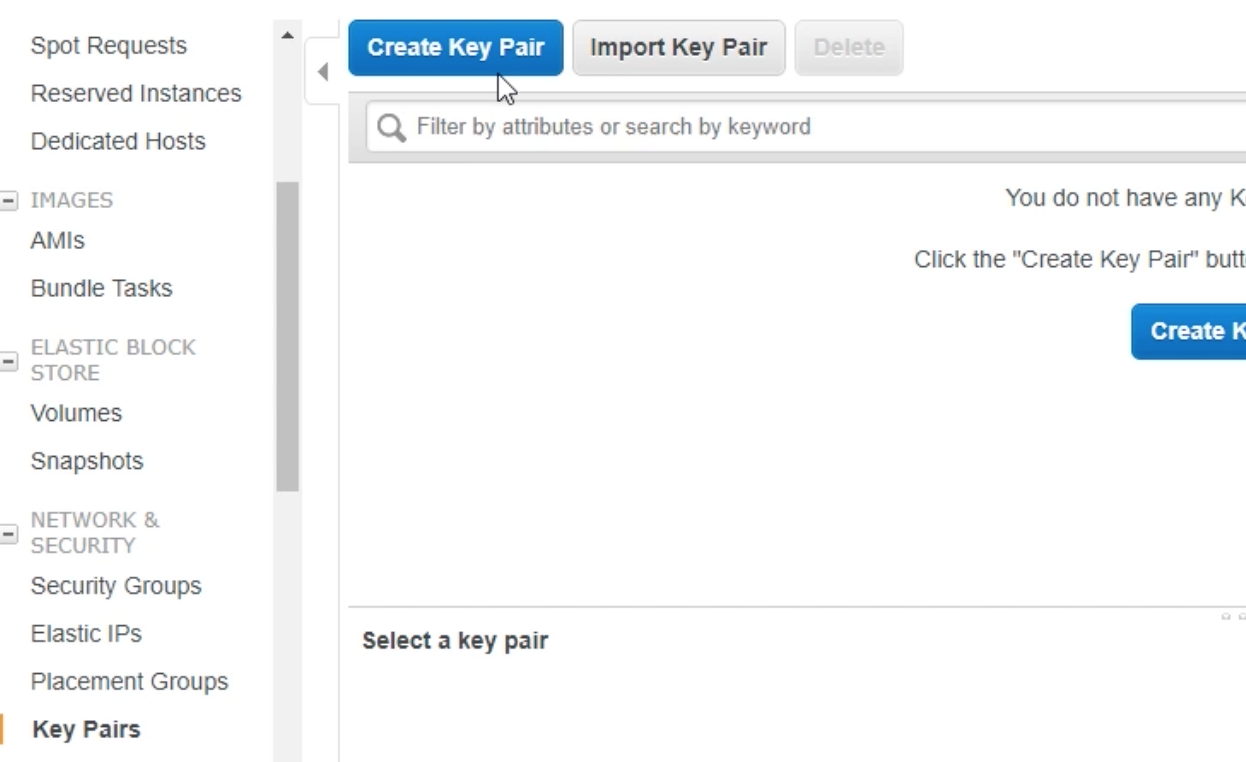 Spot Requests
Reserved Instances
Dedicated Hosts
IMAGES
AMIs
Bundle Tasks
ELASTIC BLOCK
STORE
Volumes
Snapshots
NETWORK &
SECURITY
Security Groups
Elastic IPs
Placement Groups
Key Pairs
Create Key Pair Import Key Pair Delete
Filter by attributes or search by keyword
You do not have any K
Click the "Create Key Pair" butt
Create K
Select a key pair